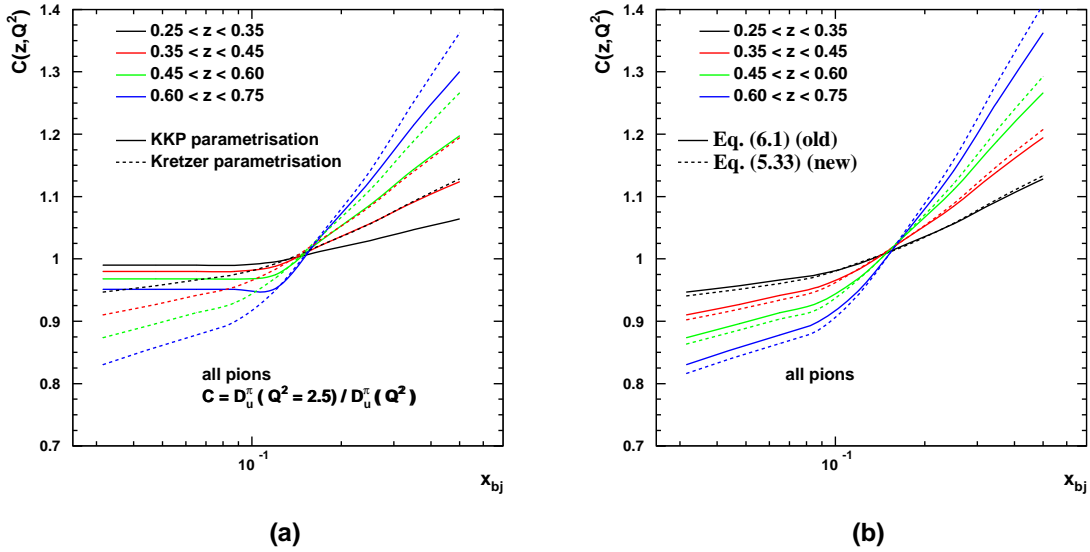 C(z,Q²)
1.4
1.3
1.2
1.1
1
0.9
0.8
0.7
0.25 < z < 0.35
0.35 < z < 0.45
0.45 < z < 0.60
0.60 < z < 0.75
KKP parametrisation
Kretzer parametrisation
all pions
C = D_u^π ( Q² = 2.5) / D_u^π ( Q²)
10⁻¹
x_bj
(a)
C(z,Q²)
1.4
1.3
1.2
1.1
1
0.9
0.8
0.7
0.25 < z < 0.35
0.35 < z < 0.45
0.45 < z < 0.60
0.60 < z < 0.75
Eq. (6.1) (old)
Eq. (5.33) (new)
all pions
10⁻¹
x_bj
(b)